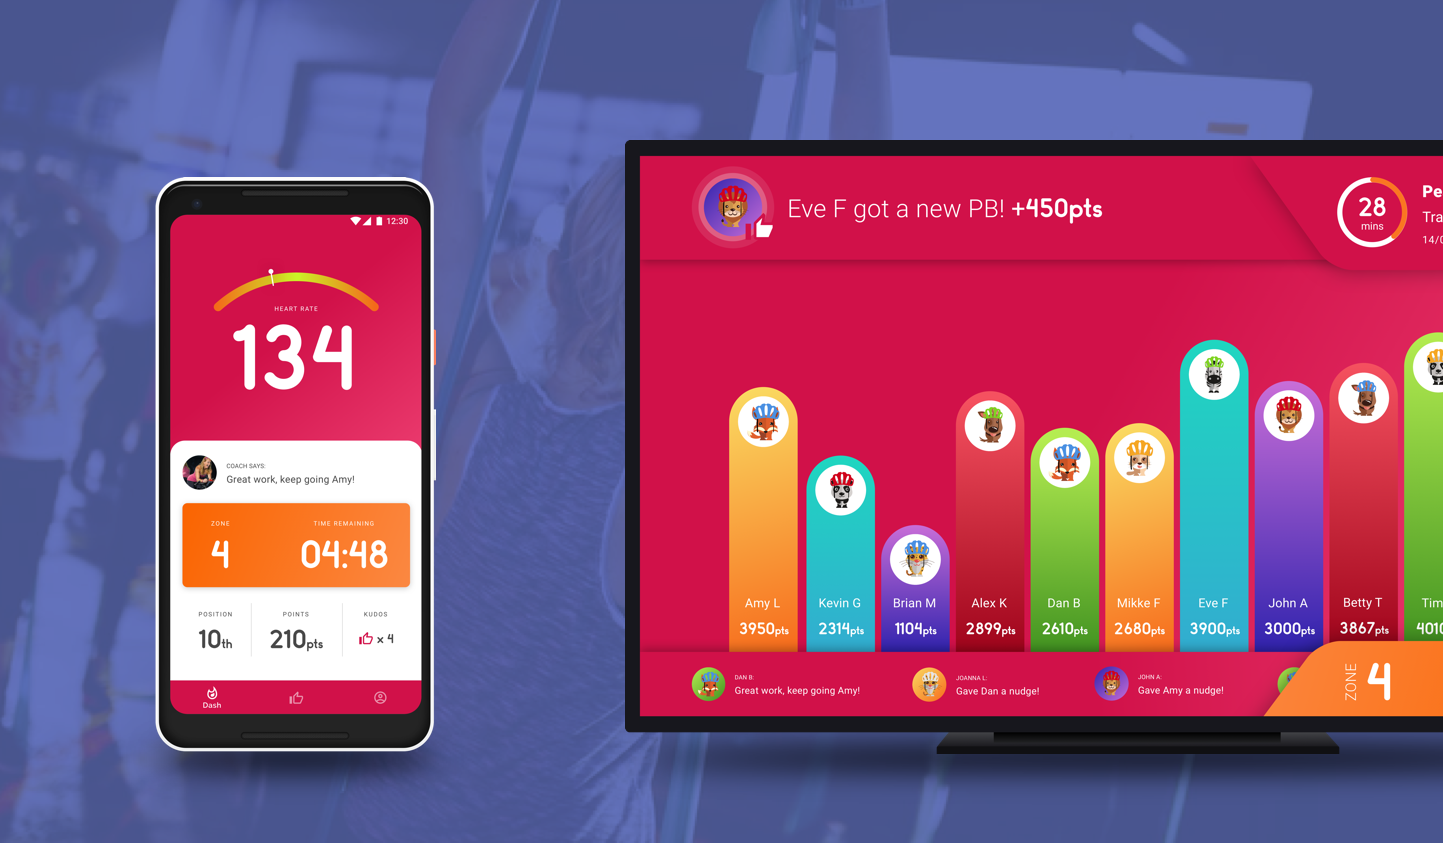 12:30
HEART RATE
134
COACH SAYS:
Great work, keep going Amy!
ZONE
TIME REMAINING
4
04:48
POSITION
POINTS
KUDOS
10th
210pts
x 4
Dash
Eve F got a new PB! +450pts
28
mins
Pe
Tra
14/0
Amy L
3950pts
Kevin G
2314pts
Brian M
1104pts
Alex K
2899pts
Dan B
2610pts
Mikke F
2680pts
Eve F
3900pts
John A
3000pts
Betty T
3867pts
Tim
4010
DAN B:
Great work, keep going Amy!
JOANNA L:
Gave Dan a nudge!
JOHN A:
Gave Amy a nudge!
ZONE
4